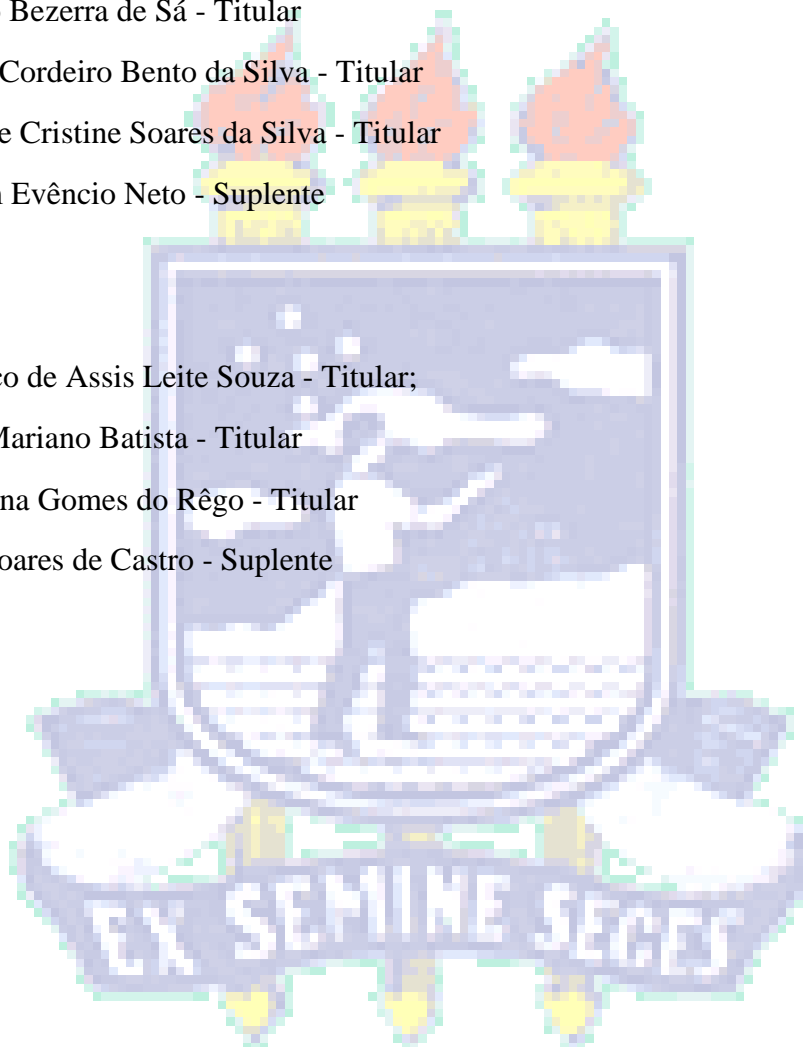 Bezerra de Sá - Titular
Cordeiro Bento da Silva - Titular
e Cristine Soares da Silva - Titular
Evêncio Neto - Suplente
co de Assis Leite Souza - Titular;
Mariano Batista - Titular
na Gomes do Rêgo - Titular
oares de Castro - Suplente
EX SEMINE SEGES